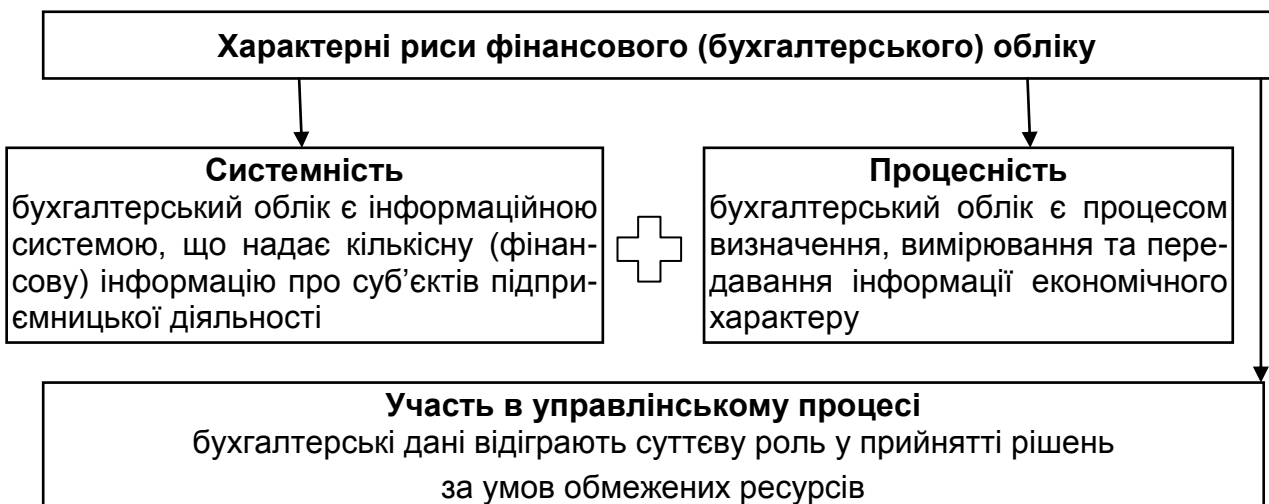 Характерні риси фінансового (бухгалтерського) обліку
Системність
бухгалтерський облік є інформаційною
системою, що надає кількісну (фінан-
сову) інформацію про суб’єктів підпри-
ємницької діяльності
Процесність
бухгалтерський облік є процесом
визначення, вимірювання та пере-
давання інформації економічного
характеру
Участь в управлінському процесі
бухгалтерські дані відіграють суттєву роль у прийнятті рішень
за умов обмежених ресурсів